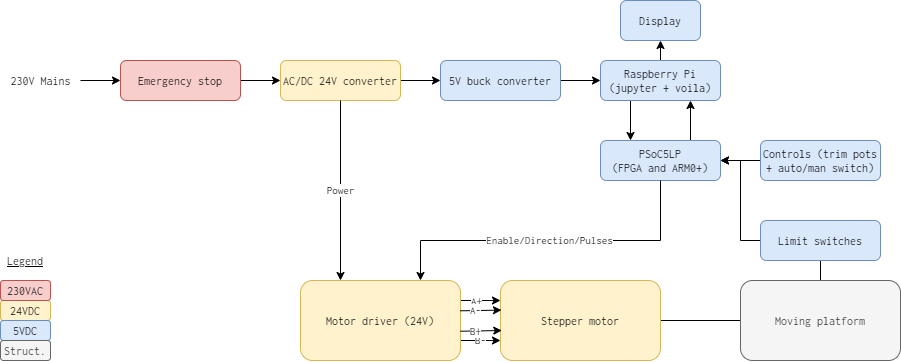 Display
230V Mains
Emergency stop
AC/DC 24V converter
5V buck converter
Raspberry Pi
(jupyter + voila)
PSoC5LP
(FPGA and ARM0+)
Controls (trim pots
+ auto/man switch)
Power
Enable/Direction/Pulses
Limit switches
Legend
230VAC
24VDC
5VDC
Struct.
Motor driver (24V)
A+
A-
B+
B-
Stepper motor
Moving platform